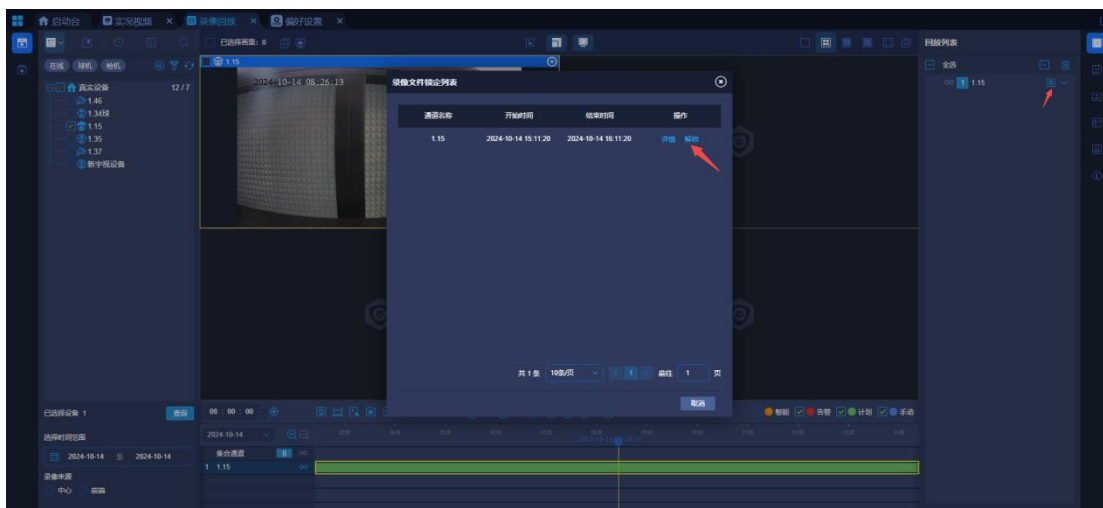 启动台 实况视频 × 录像回放 × 偏好设置 ×
已选择画面: 0
回放列表
在线 球机 枪机
真实设备 12 / 7
1.46
1.34球
1.15
1.35
1.37
新宇视设备
1.15
2024-10-14 08:26:13
录像文件锁定列表
通道名称 开始时间 结束时间 操作
1.15 2024-10-14 15:11:20 2024-10-14 16:11:20 详情 解锁
共 1 条 10条/页 1 前往 1 页
取消
全选
1 1.15
已选择设备 1 查询
选择时间范围
2024-10-14 至 2024-10-14
录像来源
中心 前端
08 : 00 : 00
智能 告警 计划 手动
2024-10-14
集合通道 0
1 1.15